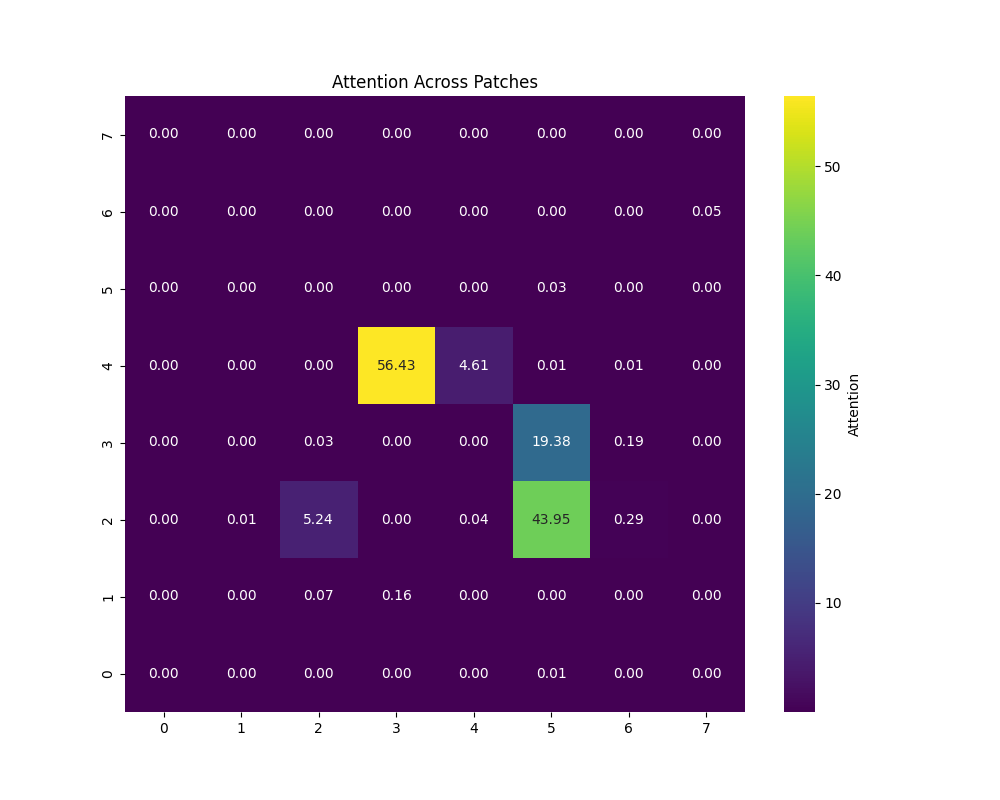 Attention Across Patches
7 0.00 0.00 0.00 0.00 0.00 0.00 0.00 0.00
6 0.00 0.00 0.00 0.00 0.00 0.00 0.00 0.05
5 0.00 0.00 0.00 0.00 0.00 0.03 0.00 0.00
4 0.00 0.00 0.00 56.43 4.61 0.01 0.01 0.00
3 0.00 0.00 0.03 0.00 0.00 19.38 0.19 0.00
2 0.00 0.01 5.24 0.00 0.04 43.95 0.29 0.00
1 0.00 0.00 0.07 0.16 0.00 0.00 0.00 0.00
0 0.00 0.00 0.00 0.00 0.00 0.01 0.00 0.00
0 1 2 3 4 5 6 7
50
40
30
20
10
Attention